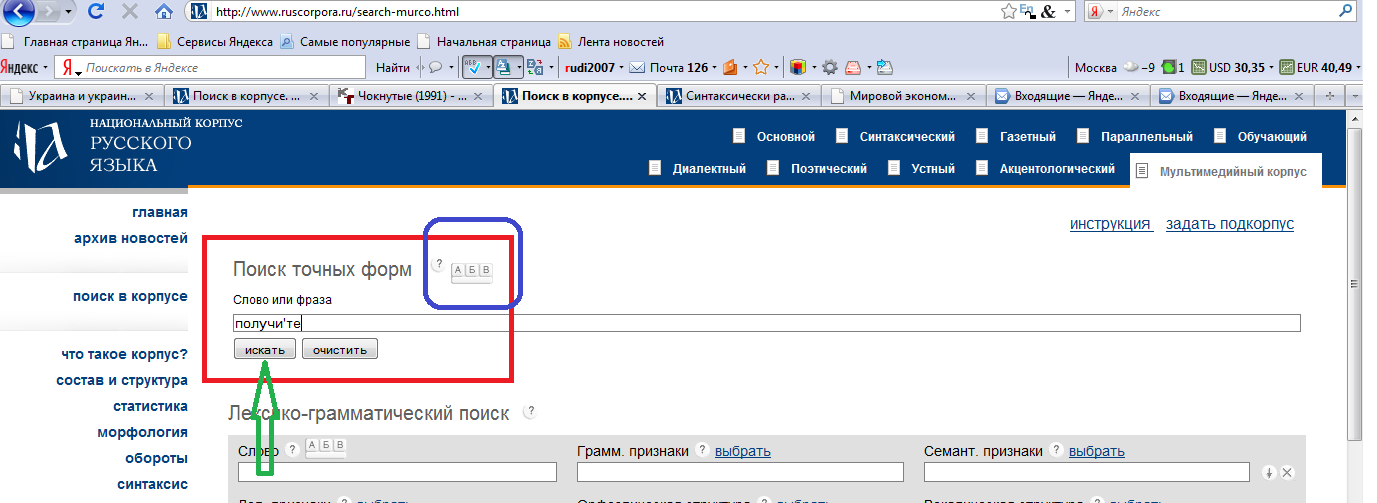 http://www.ruscorpora.ru/search-murco.html
En
&
Я
Яндекс
Главная страница Ян...
Сервисы Яндекса
Самые популярные
Начальная страница
Лента новостей
Яндекс
Я
Поискать в Яндексе
Найти
АБВ
rudi2007
Почта 126
Москва
-9
1
USD 30,35
EUR 40,49
Украина и украин...
Поиск в корпусе. ...
Чокнутые (1991) - ...
Поиск в корпусе....
Синтаксически ра...
Мировой эконом...
Входящие — Янде...
Входящие — Янде...
НАЦИОНАЛЬНЫЙ КОРПУС
РУССКОГО
ЯЗЫКА
Основной
Синтаксический
Газетный
Параллельный
Обучающий
Диалектный
Поэтический
Устный
Акцентологический
Мультимедийный корпус
главная
архив новостей
поиск в корпусе
что такое корпус?
состав и структура
статистика
морфология
обороты
синтаксис
инструкция
задать подкорпус
Поиск точных форм ? А Б В
Слово или фраза
получи'те
искать
очистить
Лексико-грамматический поиск ?
Слово ? А Б В
Грамм. признаки ? выбрать
Семант. признаки ? выбрать